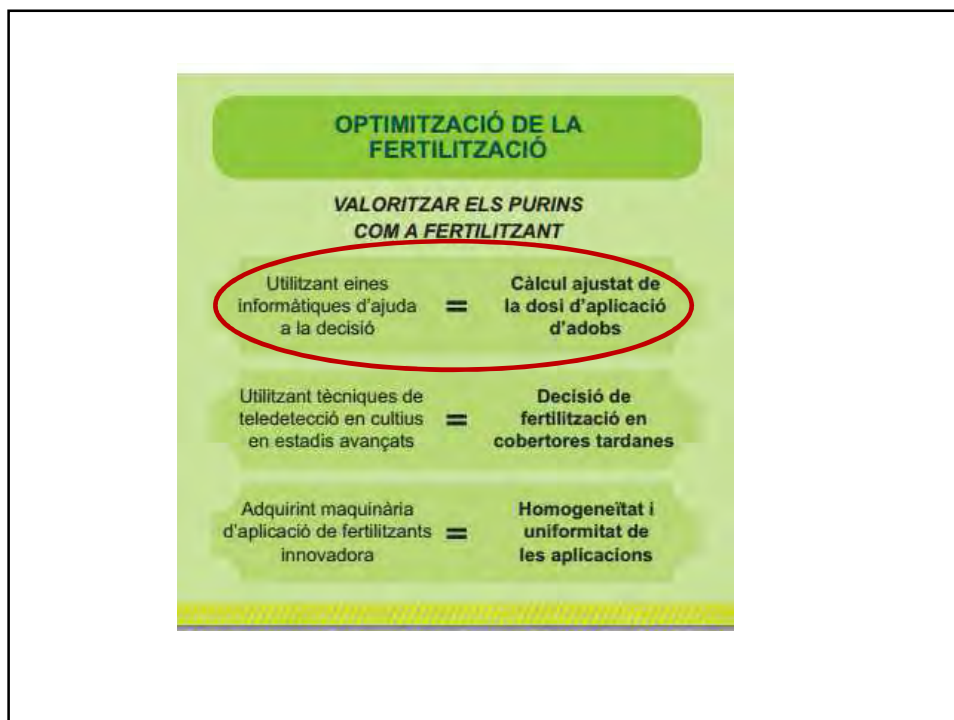 OPTIMITZACIÓ DE LA
FERTILITZACIÓ
VALORITZAR ELS PURINS
COM A FERTILITZANT
Utilitzant eines
informàtiques d'ajuda
a la decisió
=
Càlcul ajustat de
la dosi d'aplicació
d'adobs
Utilitzant tècniques de
teledetecció en cultius
en estadis avançats
=
Decisió de
fertilització en
cobertores tardanes
Adquirint maquinària
d'aplicació de fertilitzants
innovadora
=
Homogeneïtat i
uniformitat de
les aplicacions